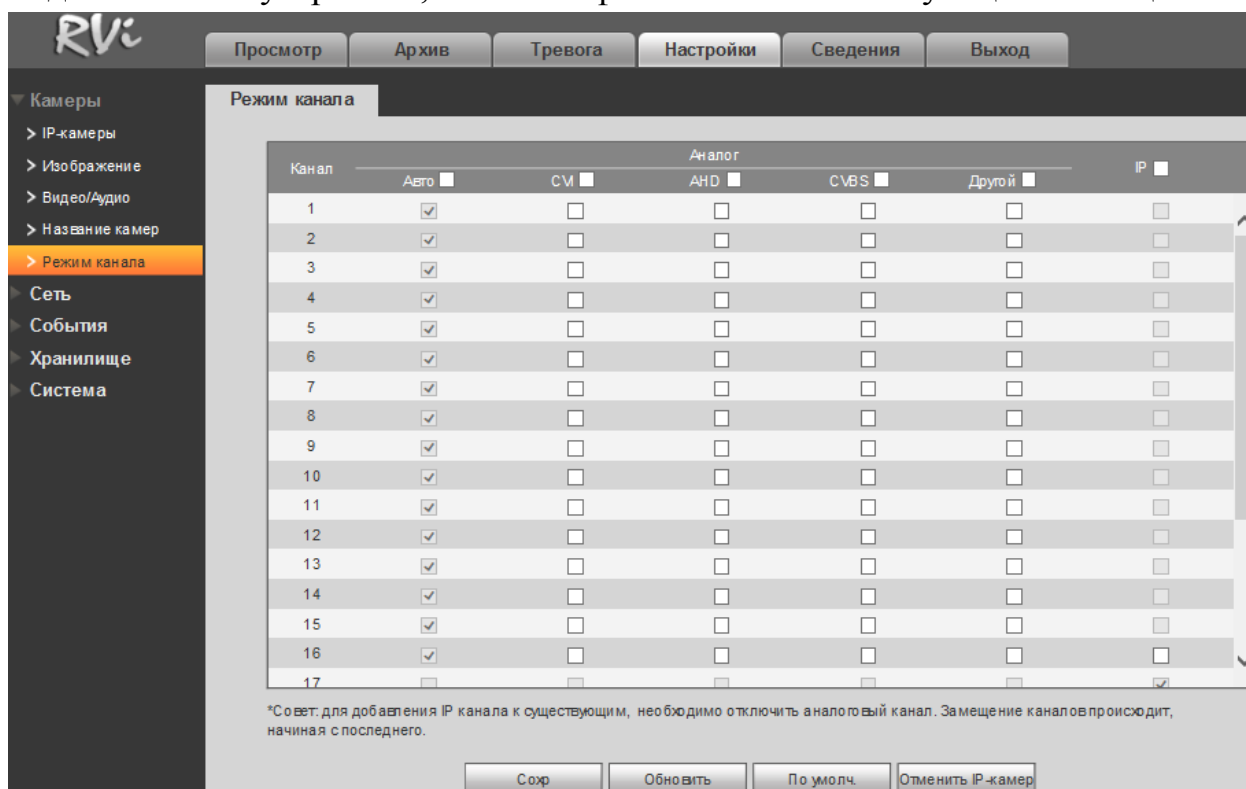 RVi
Просмотр Архив Тревога Настройки Сведения Выход
Камеры
IP-камеры
Изображение
Видео/Аудио
Название камер
Режим канала
Сеть
События
Хранилище
Система
Режим канала
Канал Аналог IP
Авто CVI AHD CVBS Другой
1
2
3
4
5
6
7
8
9
10
11
12
13
14
15
16
17
*Совет: для добавления IP канала к существующим, необходимо отключить аналоговый канал. Замещение каналов происходит,
начиная с последнего.
Сохр Обновить По умолч. Отменить IP-камер